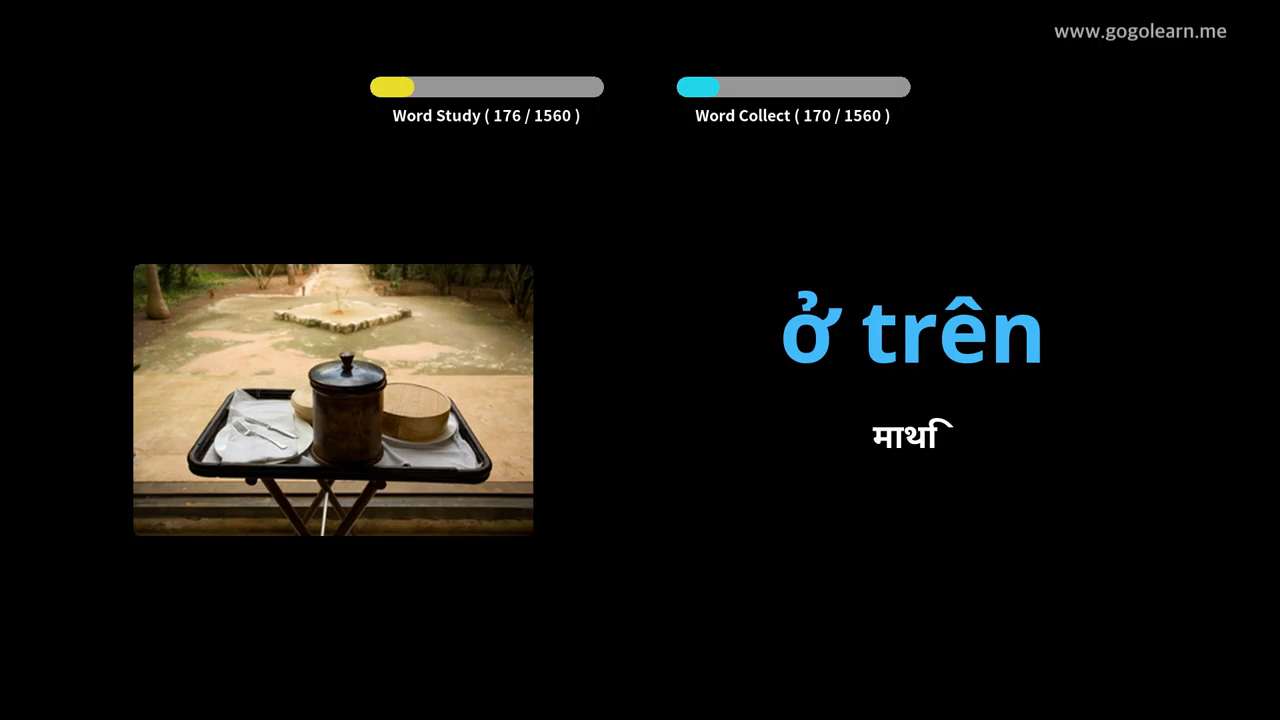 www.gogolearn.me
Word Study ( 176 / 1560 )
Word Collect ( 170 / 1560 )
ở trên
माथि